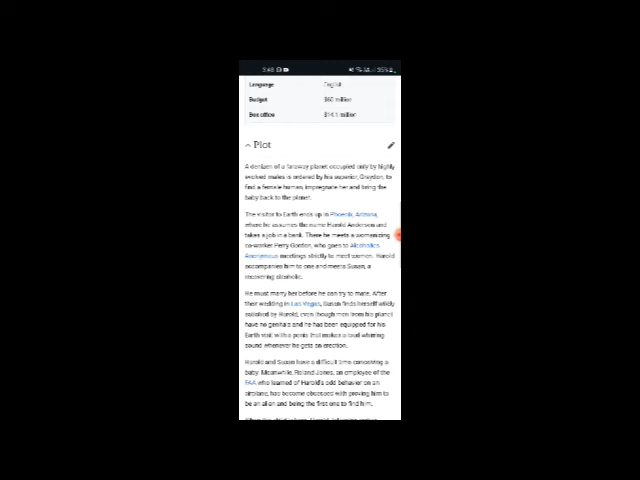 Language English
Budget $60 million
Box office $14.1 million
Plot
A denizen of a faraway planet occupied only by highly
evolved males is ordered by his superior, Graydon, to
find a female human, impregnate her and bring the
baby back to the planet.
The visitor to Earth ends up in Phoenix, Arizona,
where he assumes the name Harold Anderson and
takes a job in a bank. There he meets a womanizing
co-worker Perry Gordon, who goes to Alcoholics
Anonymous meetings strictly to meet women. Harold
accompanies him to one and meets Susan, a
recovering alcoholic.
He must marry her before he can try to mate. After
their wedding in Las Vegas, Susan finds herself wildly
satisfied by Harold, even though men from his planet
have no genitals and he has been equipped for his
Earth visit with a penis that makes a loud whirring
sound whenever he gets an erection.
Harold and Susan have a difficult time conceiving a
baby. Meanwhile, Roland Jones, an employee of the
FAA who learned of Harold's odd behavior on an
airplane, has become obsessed with proving him to
be an alien and being the first one to find him.